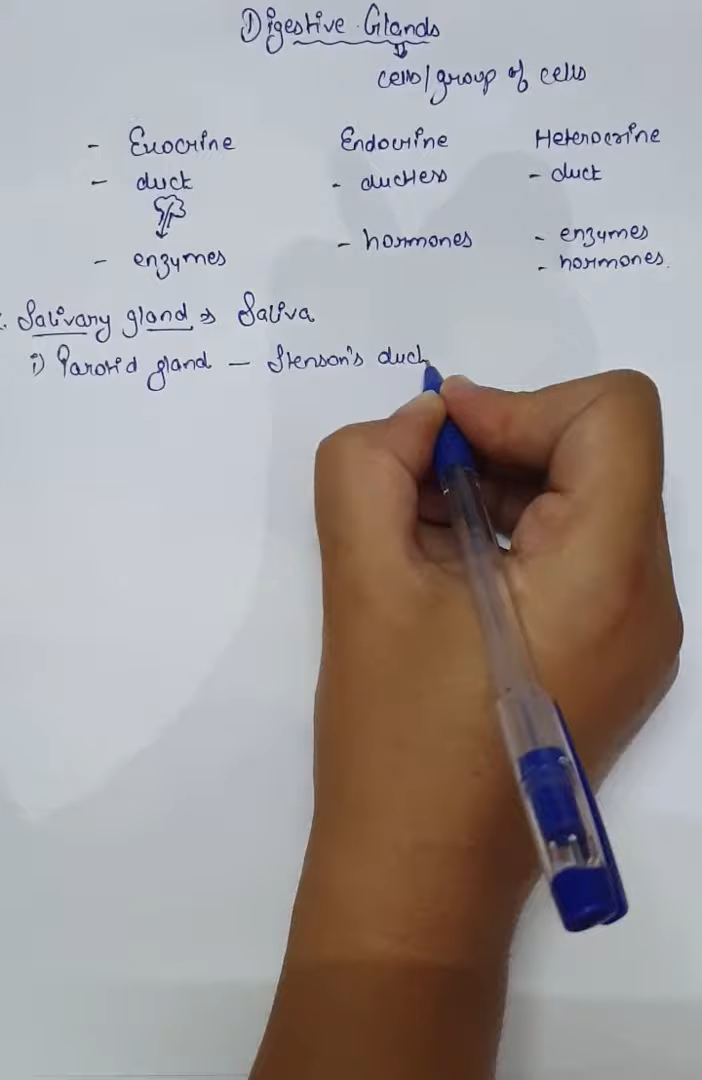 Digestive Glands
cells/group of cells
- Exocrine Endocrine Heterocrine
- duck - ductless - duct
- enzymes - hormones - enzymes
- hormones.
Salivary gland → Saliva
i) Parotid gland — Stenson's duct